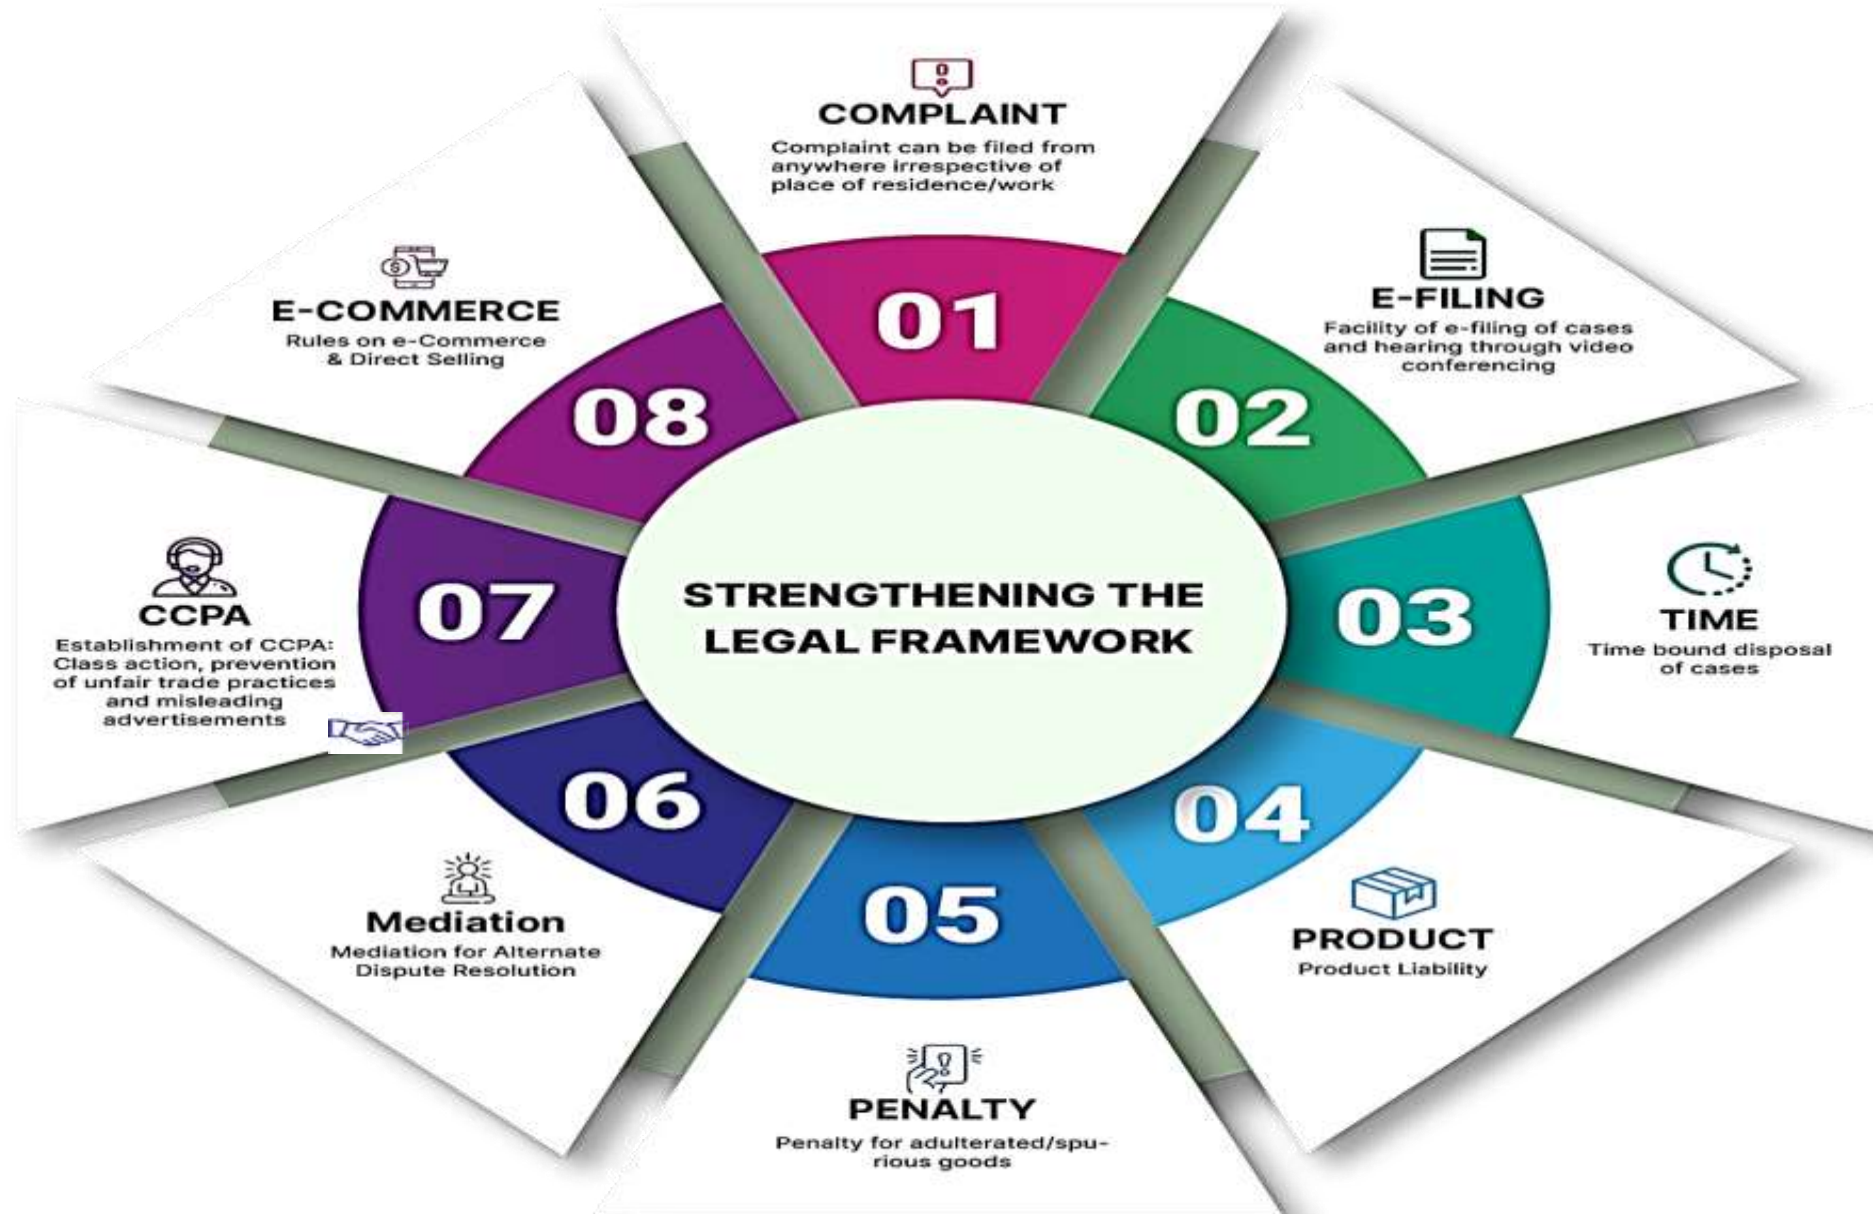 STRENGTHENING THE
LEGAL FRAMEWORK
01
COMPLAINT
Complaint can be filed from
anywhere irrespective of
place of residence/work
02
E-FILING
Facility of e-filing of cases
and hearing through video
conferencing
03
TIME
Time bound disposal
of cases
04
PRODUCT
Product Liability
05
PENALTY
Penalty for adulterated/spu-
rious goods
06
Mediation
Mediation for Alternate
Dispute Resolution
07
CCPA
Establishment of CCPA:
Class action, prevention
of unfair trade practices
and misleading
advertisements
08
E-COMMERCE
Rules on e-Commerce
& Direct Selling